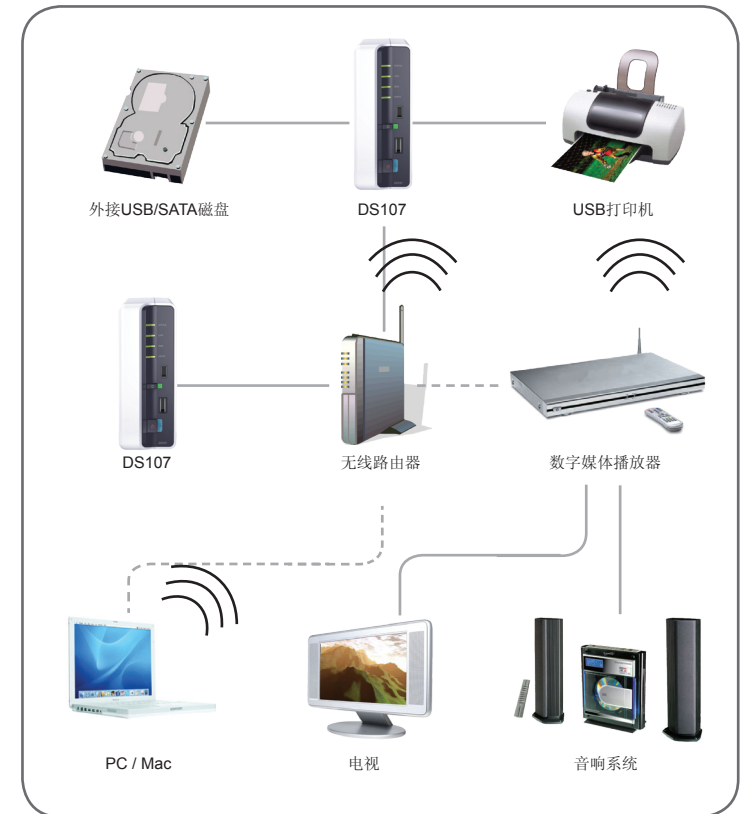 外接USB/SATA磁盘
DS107
USB打印机
DS107
无线路由器
数字媒体播放器
PC / Mac
电视
音响系统